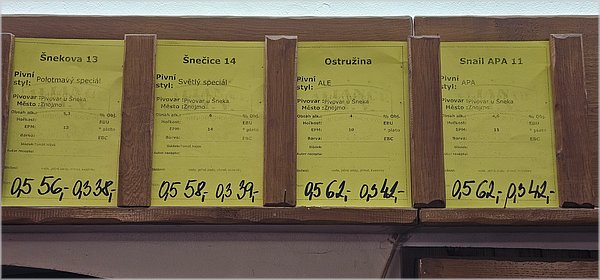 Šnekova 13
Pivní styl: Polotmavý speciál
Pivovar: Pivovar u Šneka
Město: Znojmo
Obsah alk.: 5,3 % Obj.
Hořkost: EBU
EPM: 13 ° plato
Barva: EBC
0,5 56,- 0,3 38,-
Šnečice 14
Pivní styl: Světlý speciál
Pivovar: Pivovar u Šneka
Město: Znojmo
Obsah alk.: 6 % Obj.
Hořkost: EBU
EPM: 14 ° plato
Barva: EBC
0,5 58,- 0,3 39,-
Ostružina
Pivní styl: ALE
Pivovar: Pivovar u Šneka
Město: Znojmo
Obsah alk.: 4 % Obj.
Hořkost: EBU
EPM: 10 ° plato
Barva: EBC
0,5 62,- 0,3 42,-
Snail APA 11
Pivní styl: APA
Pivovar: Pivovar u Šneka
Město: Znojmo
Obsah alk.: 4,6 % Obj.
Hořkost: EBU
EPM: 11 ° plato
Barva: EBC
0,5 62,- 0,3 42,-